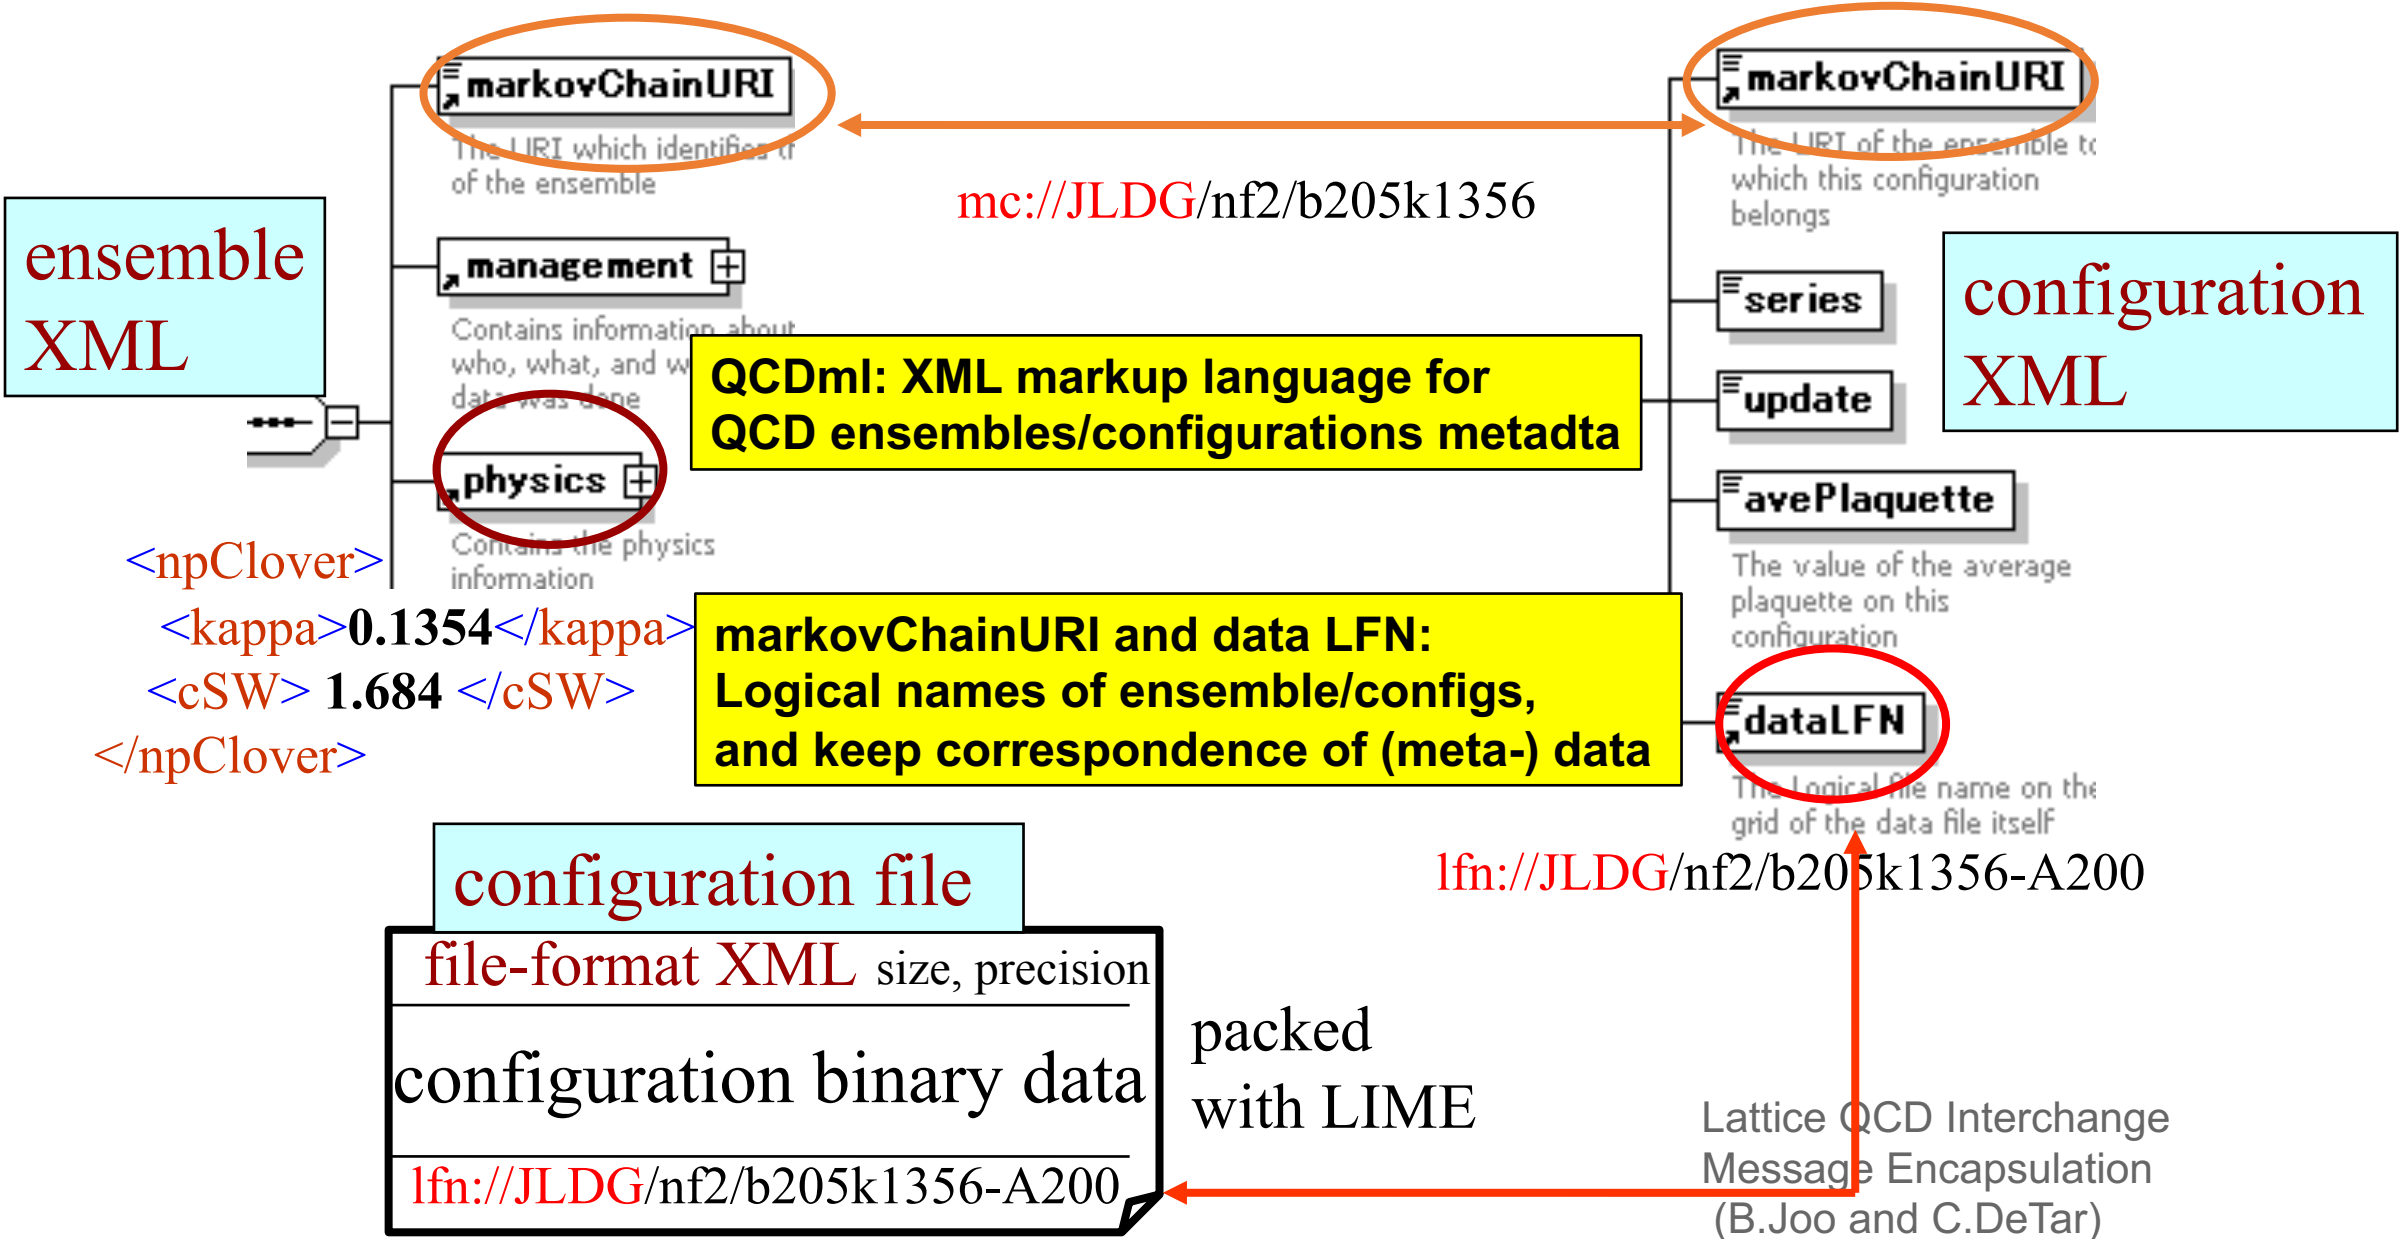 markovChainURI
The URI which identifies
of the ensemble
management
Contains information about
who, what, and
data was done
physics
Contains the physics
information
ensemble
XML
<npClover>
<kappa>0.1354</kappa>
<cSW> 1.684 </cSW>
</npClover>
mc://JLDG/nf2/b205k1356
QCDml: XML markup language for
QCD ensembles/configurations metadta
markovChainURI and data LFN:
Logical names of ensemble/configs,
and keep correspondence of (meta-) data
markovChainURI
The URI of the ensemble to
which this configuration
belongs
series
update
avePlaquette
The value of the average
plaquette on this
configuration
dataLFN
The Logical file name on the
grid of the data file itself
configuration
XML
lfn://JLDG/nf2/b205k1356-A200
configuration file
file-format XML size, precision
configuration binary data
lfn://JLDG/nf2/b205k1356-A200
packed
with LIME
Lattice QCD Interchange
Message Encapsulation
(B.Joo and C.DeTar)